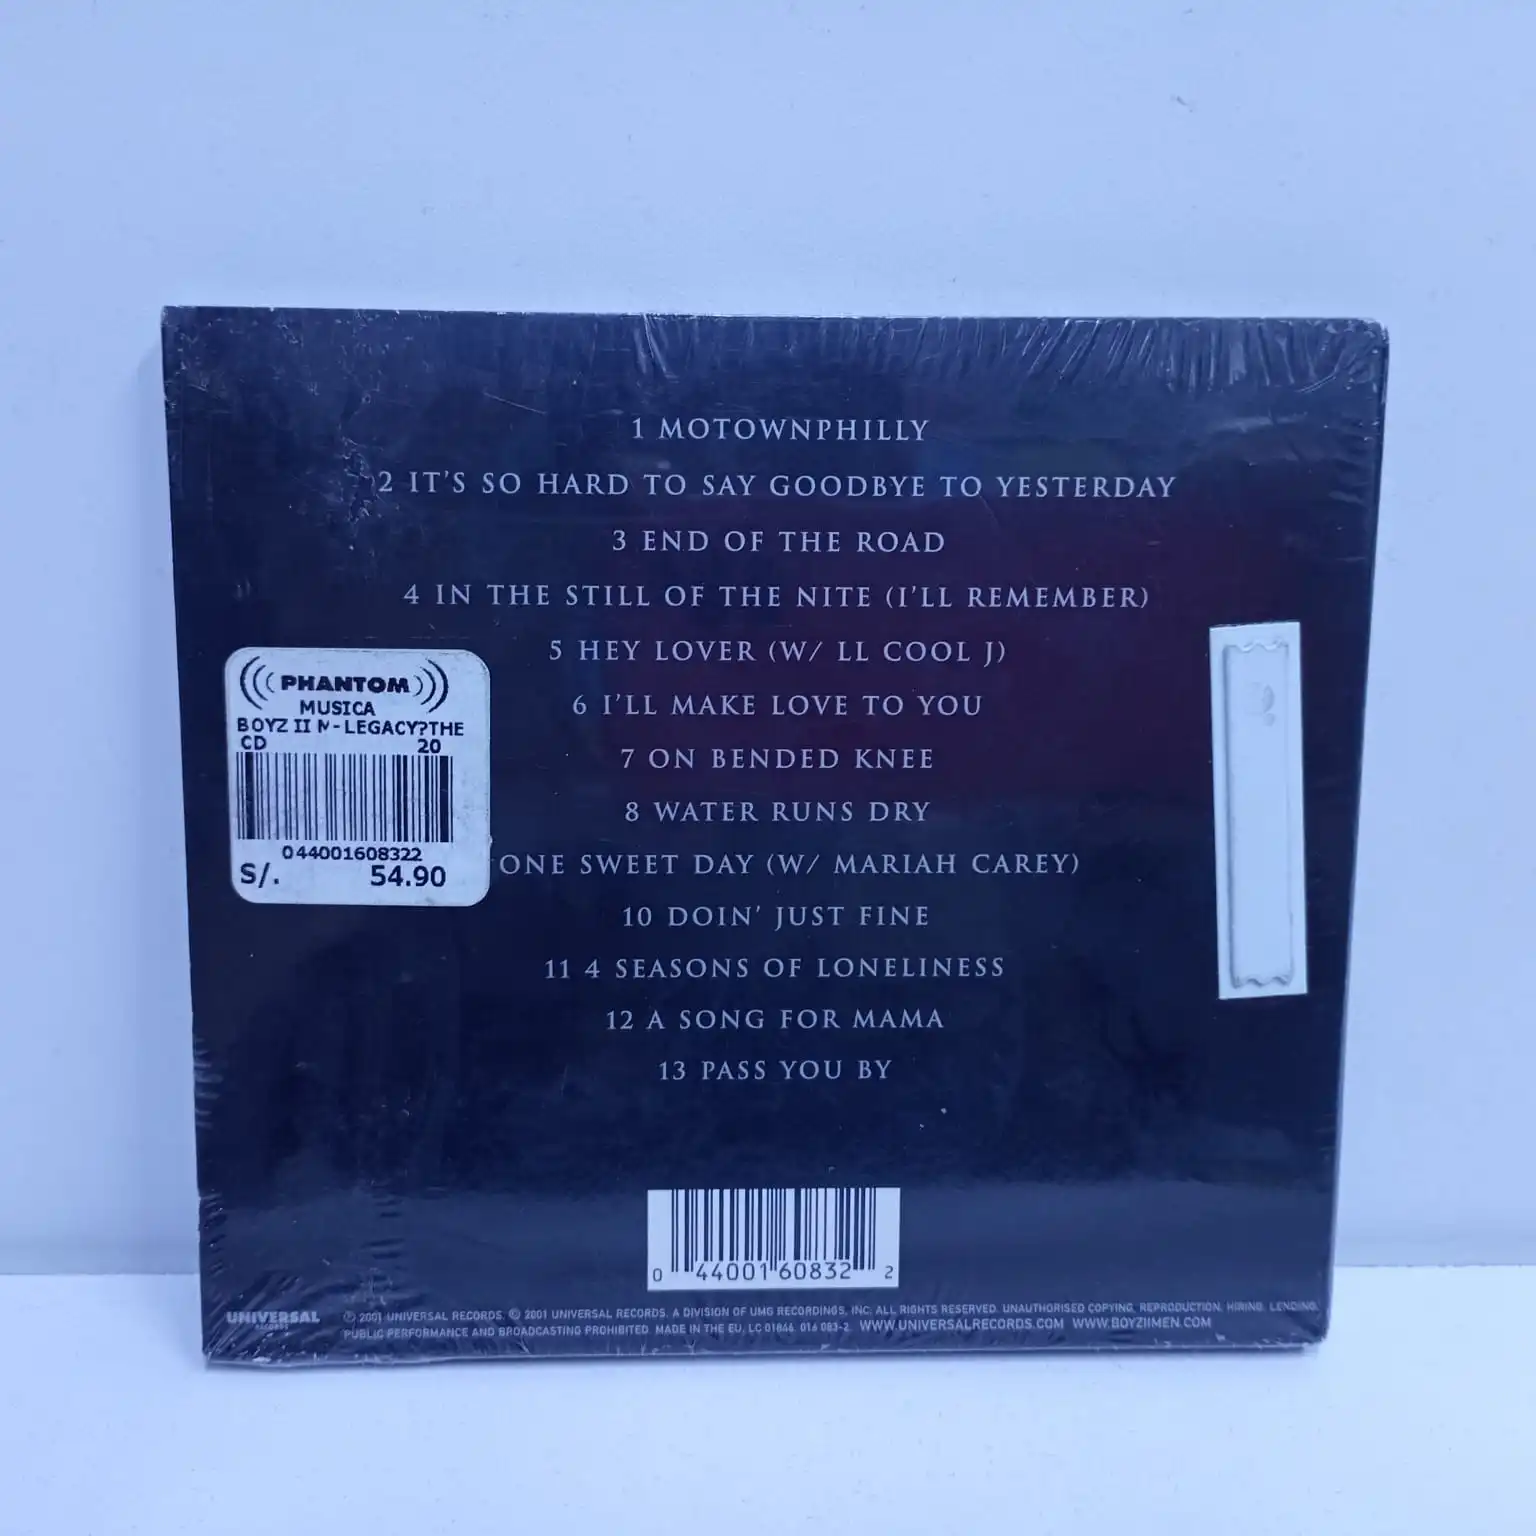 1 MOTOWNPHILLY
2 IT'S SO HARD TO SAY GOODBYE TO YESTERDAY
3 END OF THE ROAD
4 IN THE STILL OF THE NITE (I'LL REMEMBER)
5 HEY LOVER (W/ LL COOL J)
6 I'LL MAKE LOVE TO YOU
7 ON BENDED KNEE
8 WATER RUNS DRY
ONE SWEET DAY (W/ MARIAH CAREY)
10 DOIN' JUST FINE
11 4 SEASONS OF LONELINESS
12 A SONG FOR MAMA
13 PASS YOU BY
PHANTOM
MUSICA
BOYZ II M-LEGACY?THE
CD 20
044001608322
S/. 54.90
0 44001 60832 2
UNIVERSAL
RECORDS
℗ 2001 UNIVERSAL RECORDS. © 2001 UNIVERSAL RECORDS, A DIVISION OF UMG RECORDINGS, INC. ALL RIGHTS RESERVED. UNAUTHORISED COPYING, REPRODUCTION, HIRING, LENDING,
PUBLIC PERFORMANCE AND BROADCASTING PROHIBITED. MADE IN THE EU. LC 01846. 016 083-2. WWW.UNIVERSALRECORDS.COM WWW.BOYZIIMEN.COM